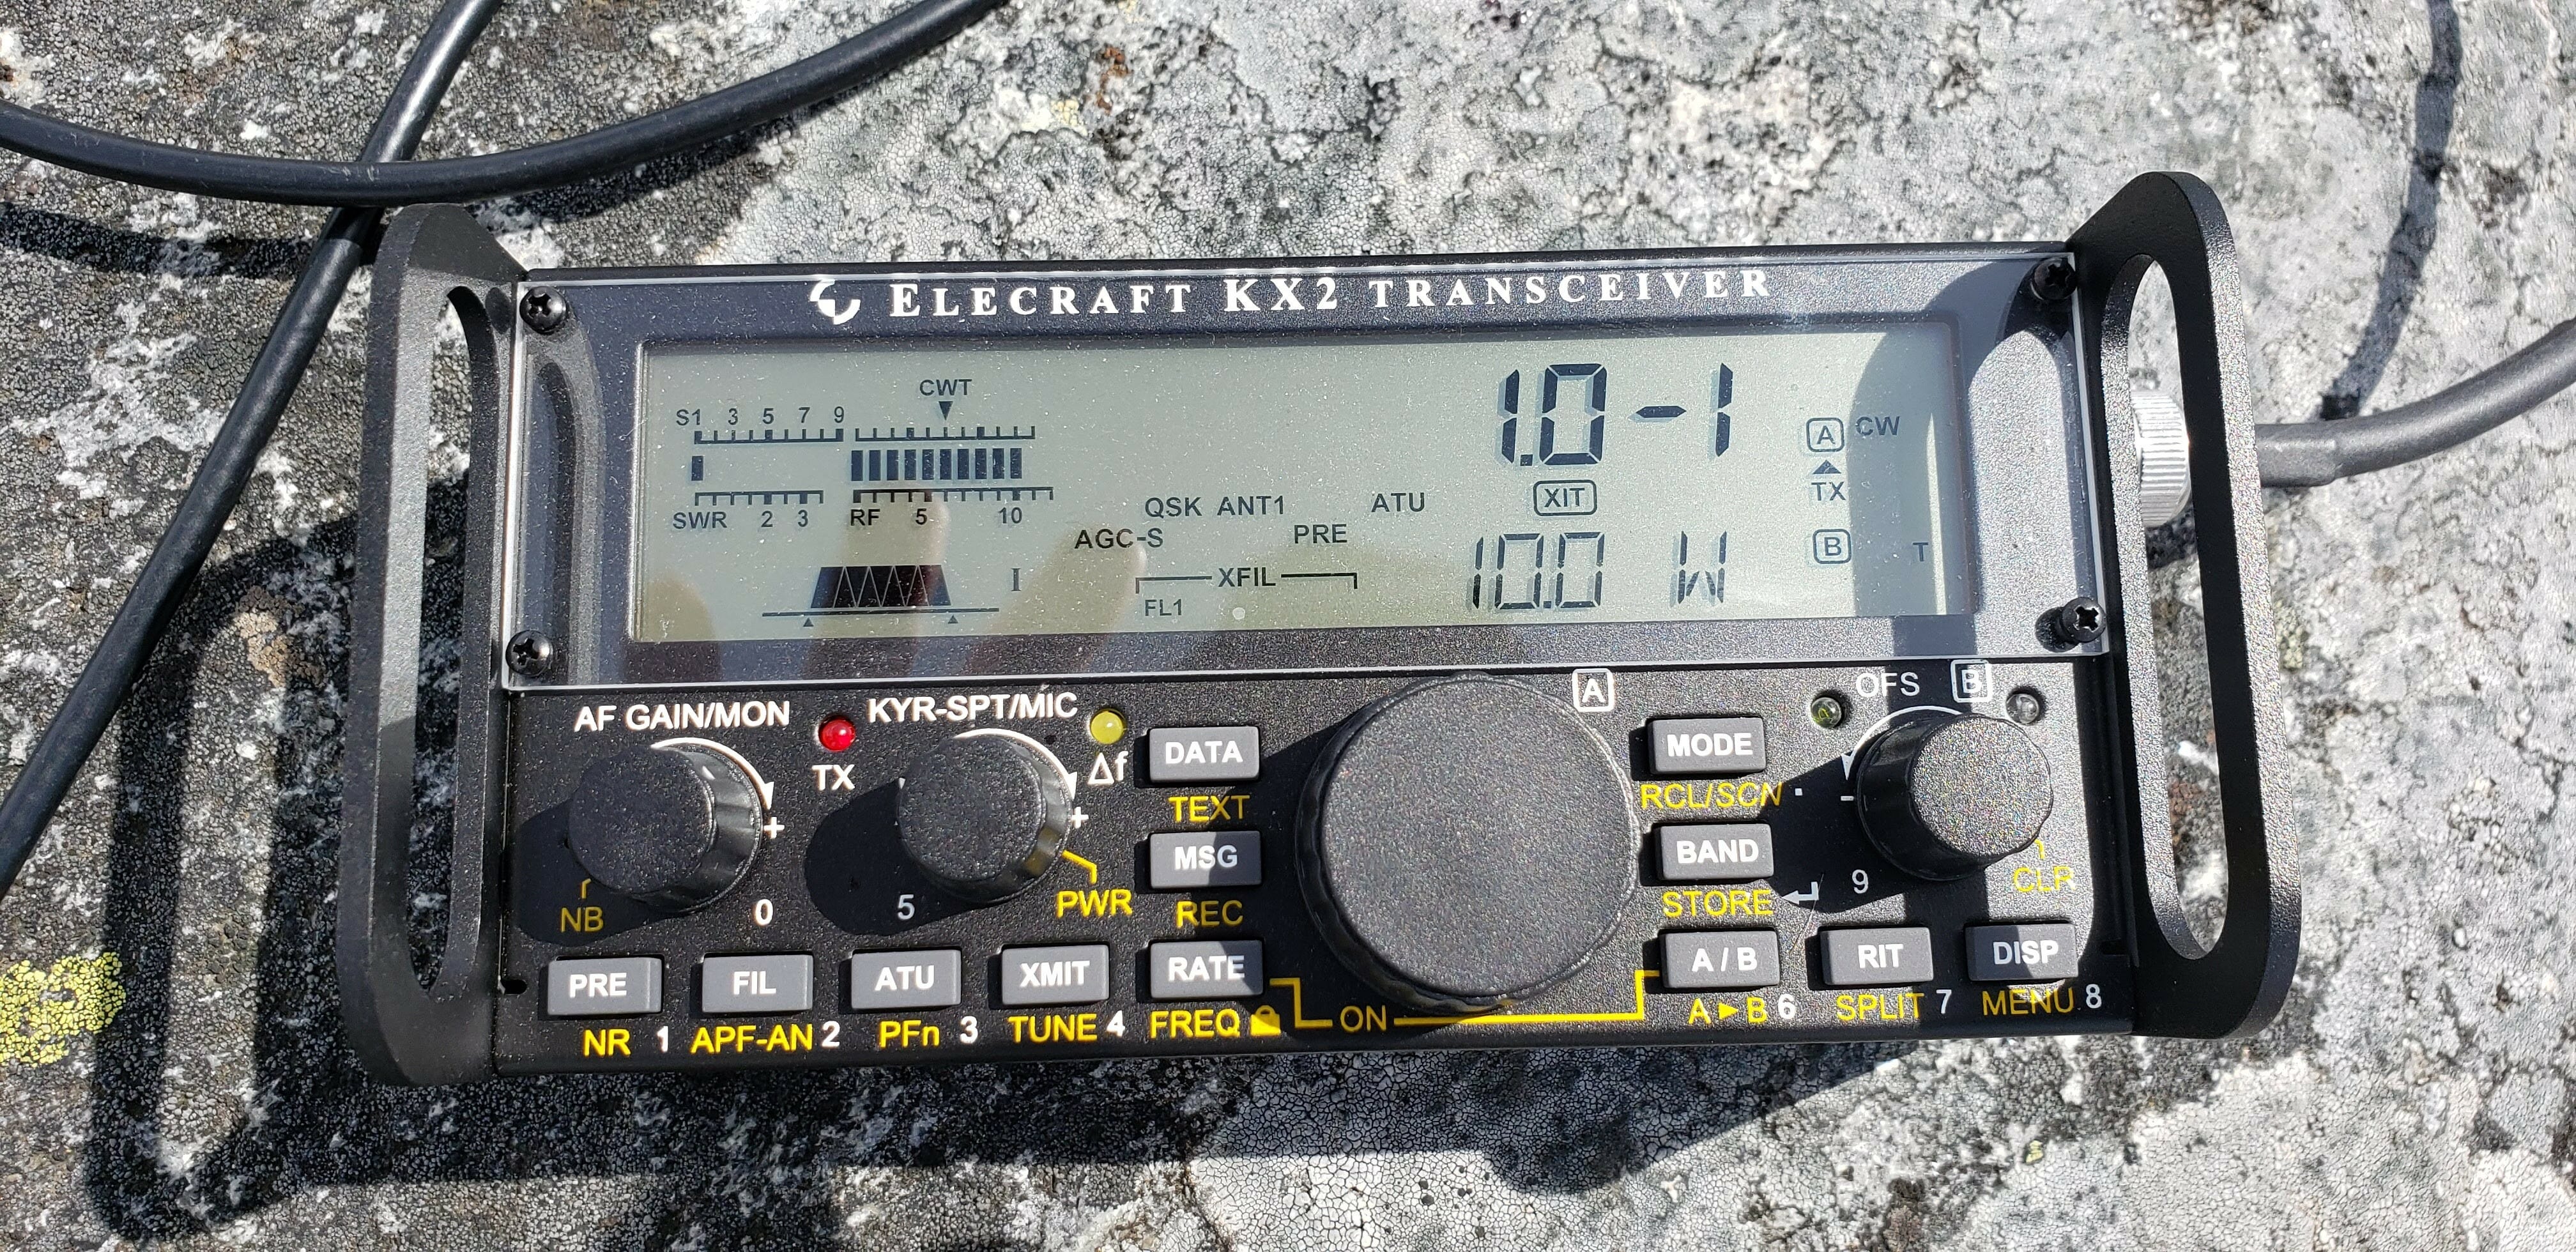 ELECRAFT KX2 TRANSCEIVER
CWT
S1 3 5 7 9
SWR 2 3 RF 5 10
QSK ANT1 ATU
AGC-S PRE
XFIL
FL1
I
1.0-1
XIT
10.0 W
A CW
TX
B T
AF GAIN/MON
TX
KYR-SPT/MIC
Δf
A
OFS B
DATA
TEXT
MSG
REC
RATE
FREQ
MODE
RCL/SCN .
BAND
STORE
A / B
A ► B 6
NB 0
5 PWR
- +
+
9 CLR
PRE FIL ATU XMIT
NR 1 APF-AN 2 PFn 3 TUNE 4
ON
RIT DISP
SPLIT 7 MENU 8